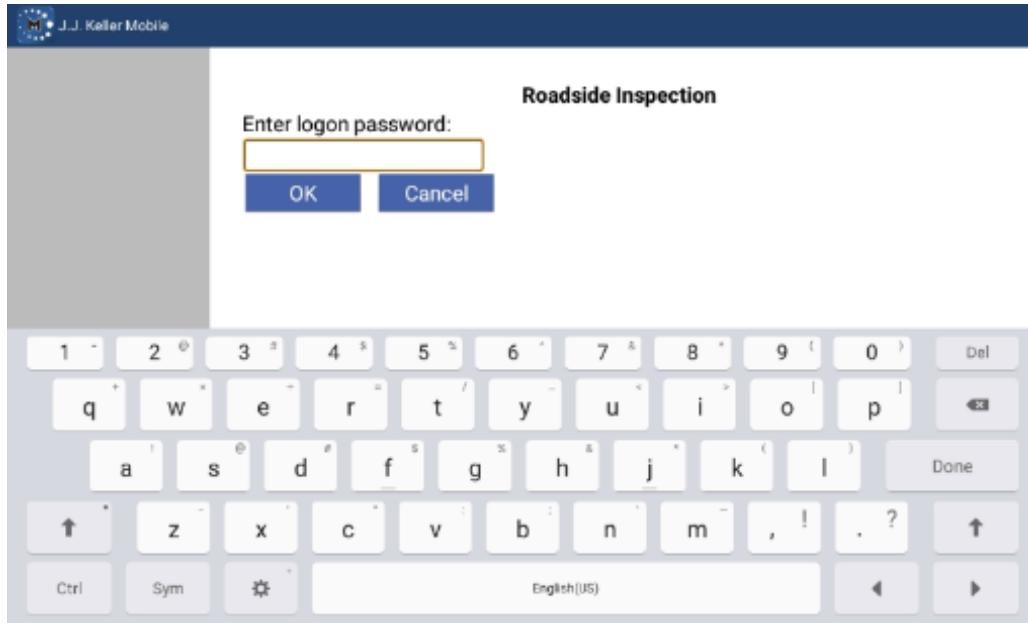 J.J. Keller Mobile
Roadside Inspection
Enter logon password:
OK Cancel
1 2 @ 3 # 4 $ 5 % 6 ^ 7 & 8 * 9 ( 0 ) Del
q + w × e ÷ r = t / y _ u < i > o [ p ]
a ! s @ d # f $ g % h & j * k ( l )
z - x ' c " v : b ; n m , ! . ?
Ctrl Sym English(US)